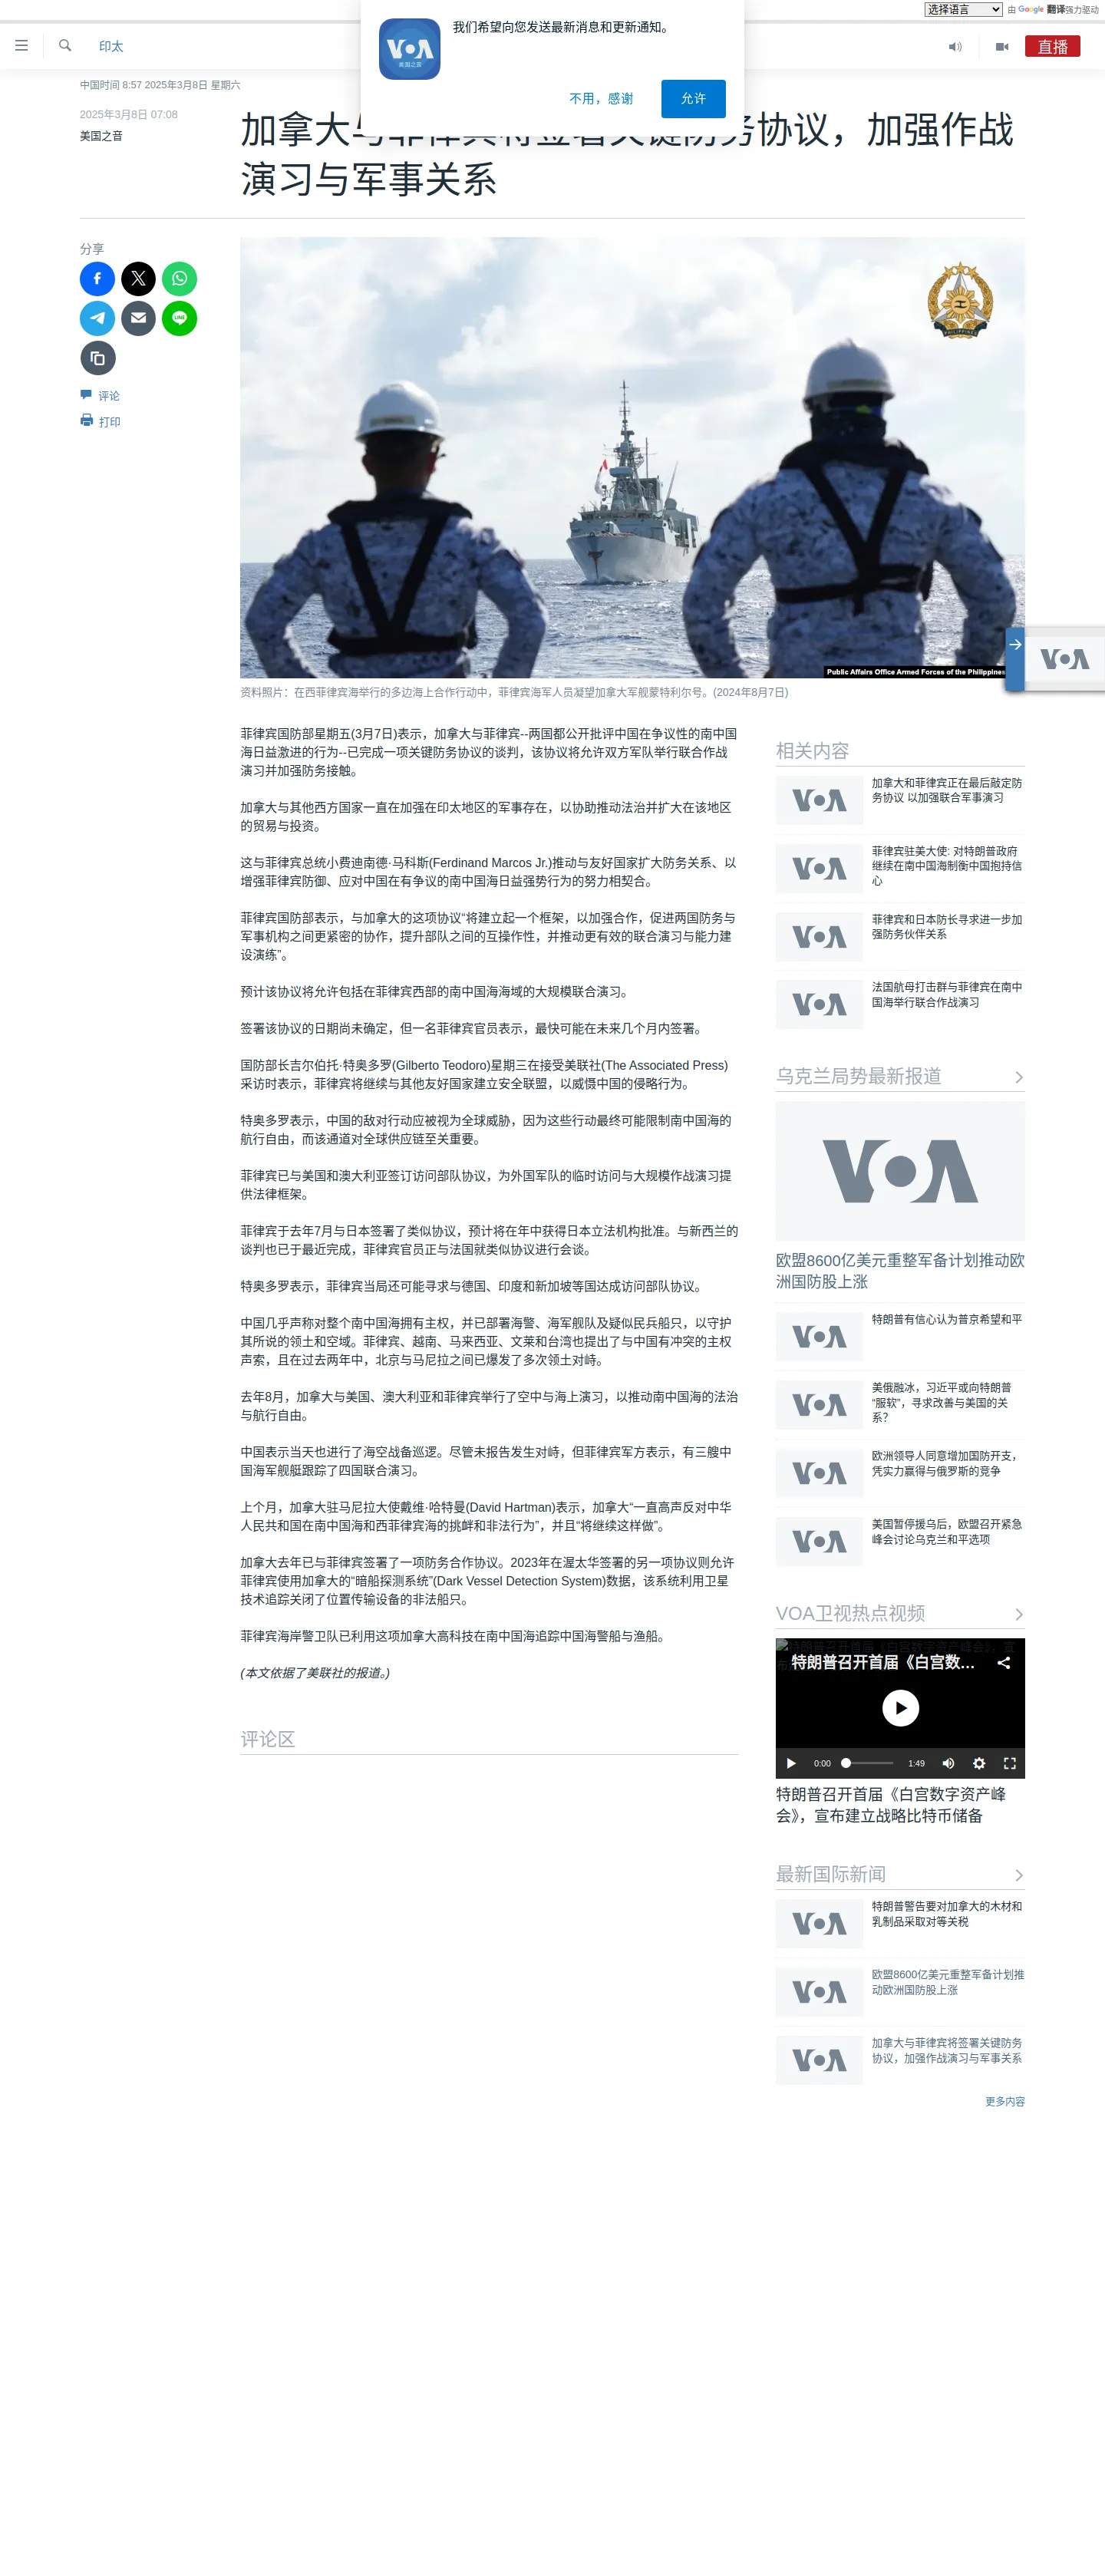 选择语言
由 Google 翻译强力驱动
VOA
美国之音
我们希望向您发送最新消息和更新通知。
不用，感谢
允许
印太
直播
中国时间 8:57 2025年3月8日 星期六
2025年3月8日 07:08
美国之音
加拿大与菲律宾将签署关键防务协议，加强作战
演习与军事关系
分享
LINE
评论
打印
PHILIPPINES
Public Affairs Office Armed Forces of the Philippines
VOA
资料照片：在西菲律宾海举行的多边海上合作行动中，菲律宾海军人员凝望加拿大军舰蒙特利尔号。(2024年8月7日)
菲律宾国防部星期五(3月7日)表示，加拿大与菲律宾--两国都公开批评中国在争议性的南中国
海日益激进的行为--已完成一项关键防务协议的谈判，该协议将允许双方军队举行联合作战
演习并加强防务接触。
加拿大与其他西方国家一直在加强在印太地区的军事存在，以协助推动法治并扩大在该地区
的贸易与投资。
这与菲律宾总统小费迪南德·马科斯(Ferdinand Marcos Jr.)推动与友好国家扩大防务关系、以
增强菲律宾防御、应对中国在有争议的南中国海日益强势行为的努力相契合。
菲律宾国防部表示，与加拿大的这项协议“将建立起一个框架，以加强合作，促进两国防务与
军事机构之间更紧密的协作，提升部队之间的互操作性，并推动更有效的联合演习与能力建
设演练”。
预计该协议将允许包括在菲律宾西部的南中国海海域的大规模联合演习。
签署该协议的日期尚未确定，但一名菲律宾官员表示，最快可能在未来几个月内签署。
国防部长吉尔伯托·特奥多罗(Gilberto Teodoro)星期三在接受美联社(The Associated Press)
采访时表示，菲律宾将继续与其他友好国家建立安全联盟，以威慑中国的侵略行为。
特奥多罗表示，中国的敌对行动应被视为全球威胁，因为这些行动最终可能限制南中国海的
航行自由，而该通道对全球供应链至关重要。
菲律宾已与美国和澳大利亚签订访问部队协议，为外国军队的临时访问与大规模作战演习提
供法律框架。
菲律宾于去年7月与日本签署了类似协议，预计将在年中获得日本立法机构批准。与新西兰的
谈判也已于最近完成，菲律宾官员正与法国就类似协议进行会谈。
特奥多罗表示，菲律宾当局还可能寻求与德国、印度和新加坡等国达成访问部队协议。
中国几乎声称对整个南中国海拥有主权，并已部署海警、海军舰队及疑似民兵船只，以守护
其所说的领土和空域。菲律宾、越南、马来西亚、文莱和台湾也提出了与中国有冲突的主权
声索，且在过去两年中，北京与马尼拉之间已爆发了多次领土对峙。
去年8月，加拿大与美国、澳大利亚和菲律宾举行了空中与海上演习，以推动南中国海的法治
与航行自由。
中国表示当天也进行了海空战备巡逻。尽管未报告发生对峙，但菲律宾军方表示，有三艘中
国海军舰艇跟踪了四国联合演习。
上个月，加拿大驻马尼拉大使戴维·哈特曼(David Hartman)表示，加拿大“一直高声反对中华
人民共和国在南中国海和西菲律宾海的挑衅和非法行为”，并且“将继续这样做”。
加拿大去年已与菲律宾签署了一项防务合作协议。2023年在渥太华签署的另一项协议则允许
菲律宾使用加拿大的“暗船探测系统”(Dark Vessel Detection System)数据，该系统利用卫星
技术追踪关闭了位置传输设备的非法船只。
菲律宾海岸警卫队已利用这项加拿大高科技在南中国海追踪中国海警船与渔船。
(本文依据了美联社的报道。)
评论区
相关内容
VOA
加拿大和菲律宾正在最后敲定防
务协议 以加强联合军事演习
VOA
菲律宾驻美大使: 对特朗普政府
继续在南中国海制衡中国抱持信
心
VOA
菲律宾和日本防长寻求进一步加
强防务伙伴关系
VOA
法国航母打击群与菲律宾在南中
国海举行联合作战演习
乌克兰局势最新报道
VOA
欧盟8600亿美元重整军备计划推动欧
洲国防股上涨
VOA
特朗普有信心认为普京希望和平
VOA
美俄融冰，习近平或向特朗普
“服软”，寻求改善与美国的关
系?
VOA
欧洲领导人同意增加国防开支，
凭实力赢得与俄罗斯的竞争
VOA
美国暂停援乌后，欧盟召开紧急
峰会讨论乌克兰和平选项
VOA卫视热点视频
特朗普召开首届《白宫数...
0:00
1:49
特朗普召开首届《白宫数字资产峰
会》，宣布建立战略比特币储备
最新国际新闻
VOA
特朗普警告要对加拿大的木材和
乳制品采取对等关税
VOA
欧盟8600亿美元重整军备计划推
动欧洲国防股上涨
VOA
加拿大与菲律宾将签署关键防务
协议，加强作战演习与军事关系
更多内容